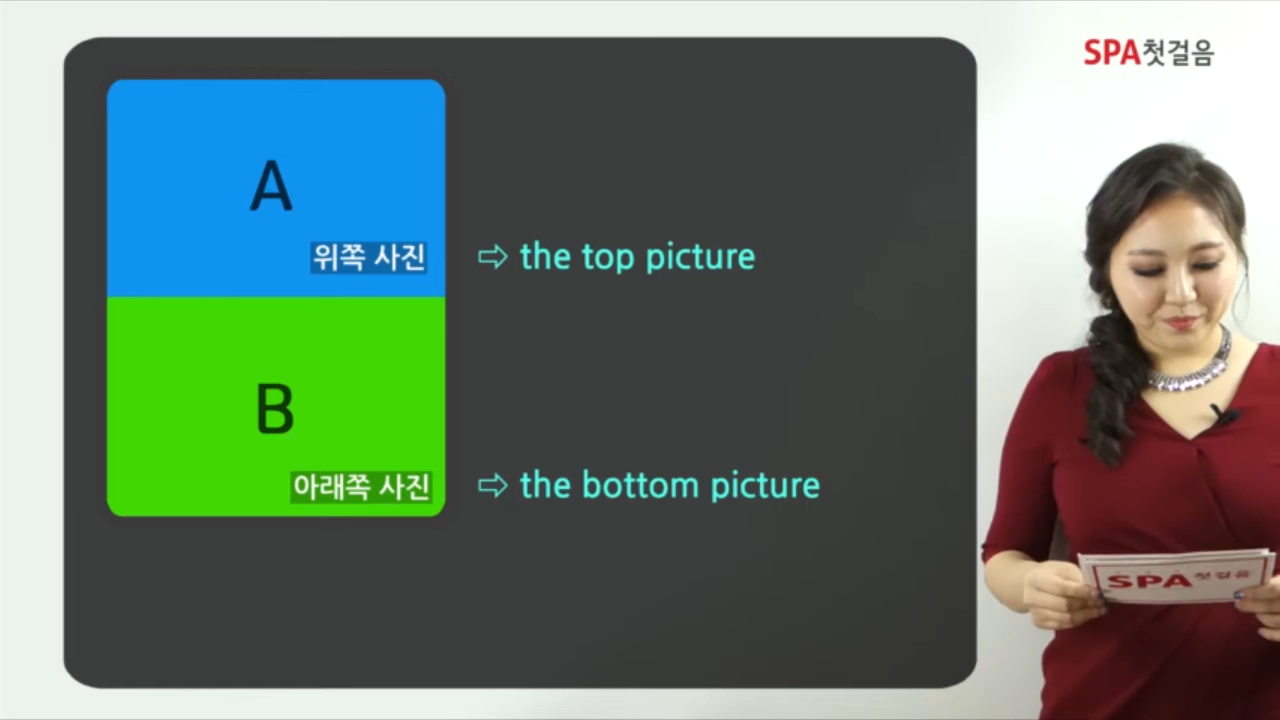 SPA첫걸음
A
위쪽 사진
⇨ the top picture
B
아래쪽 사진
⇨ the bottom picture
SPA첫걸음